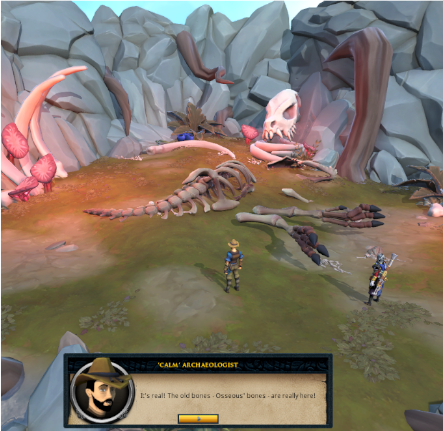 'CALM' ARCHAEOLOGIST
It's real! The old bones - Osseous' bones - are really here!